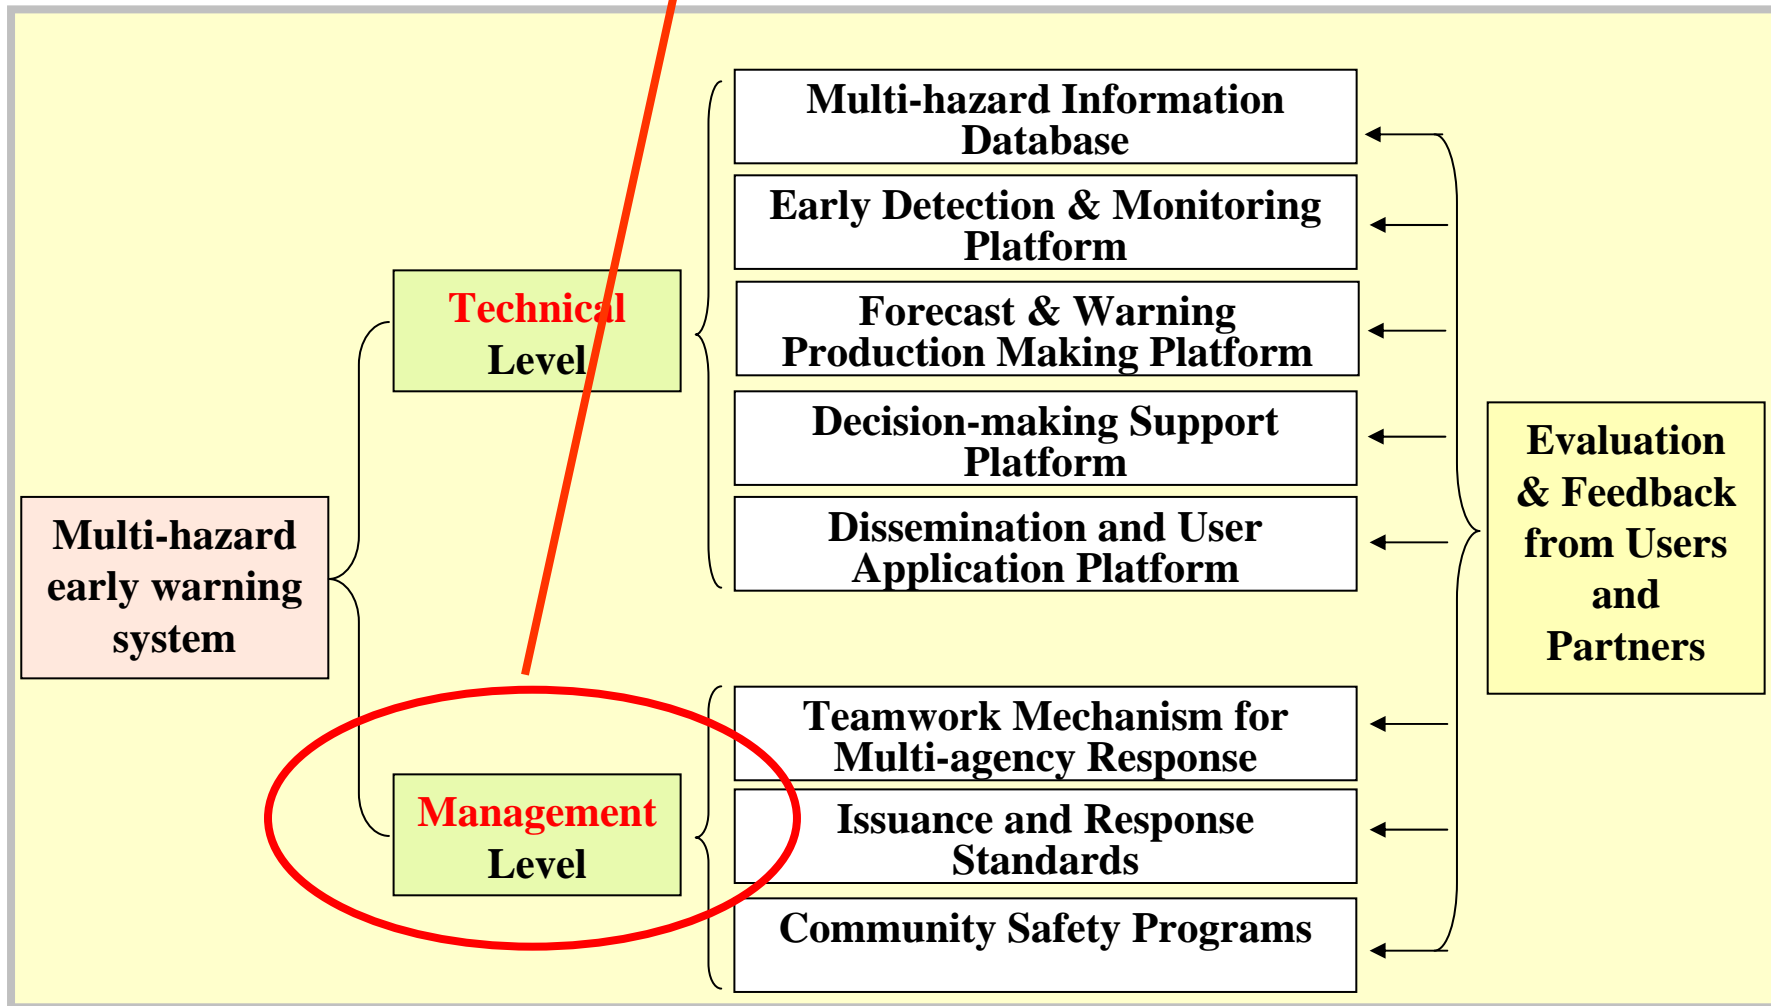 Multi-hazard
early warning
system
Technical
Level
Management
Level
Multi-hazard Information
Database
Early Detection & Monitoring
Platform
Forecast & Warning
Production Making Platform
Decision-making Support
Platform
Dissemination and User
Application Platform
Teamwork Mechanism for
Multi-agency Response
Issuance and Response
Standards
Community Safety Programs
Evaluation
& Feedback
from Users
and
Partners